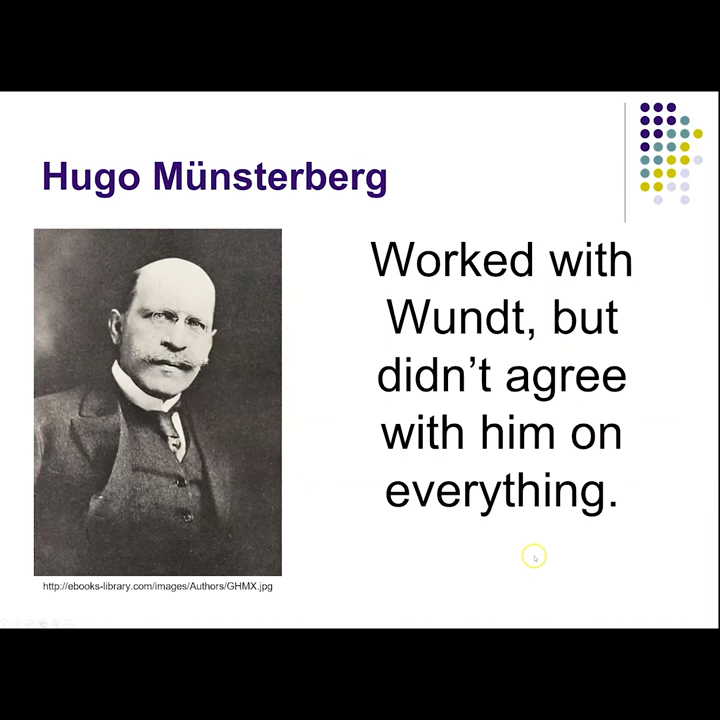 Hugo Münsterberg
Worked with
Wundt, but
didn’t agree
with him on
everything.
http://ebooks-library.com/images/Authors/GHMX.jpg